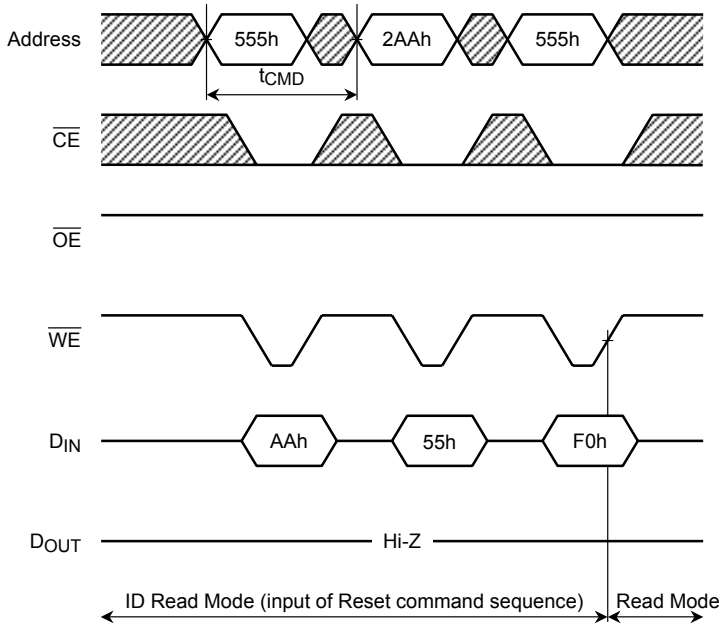 Address 555h 2AAh 555h
tCMD
CE
OE
WE
DIN AAh 55h F0h
DOUT Hi-Z
ID Read Mode (input of Reset command sequence) Read Mode